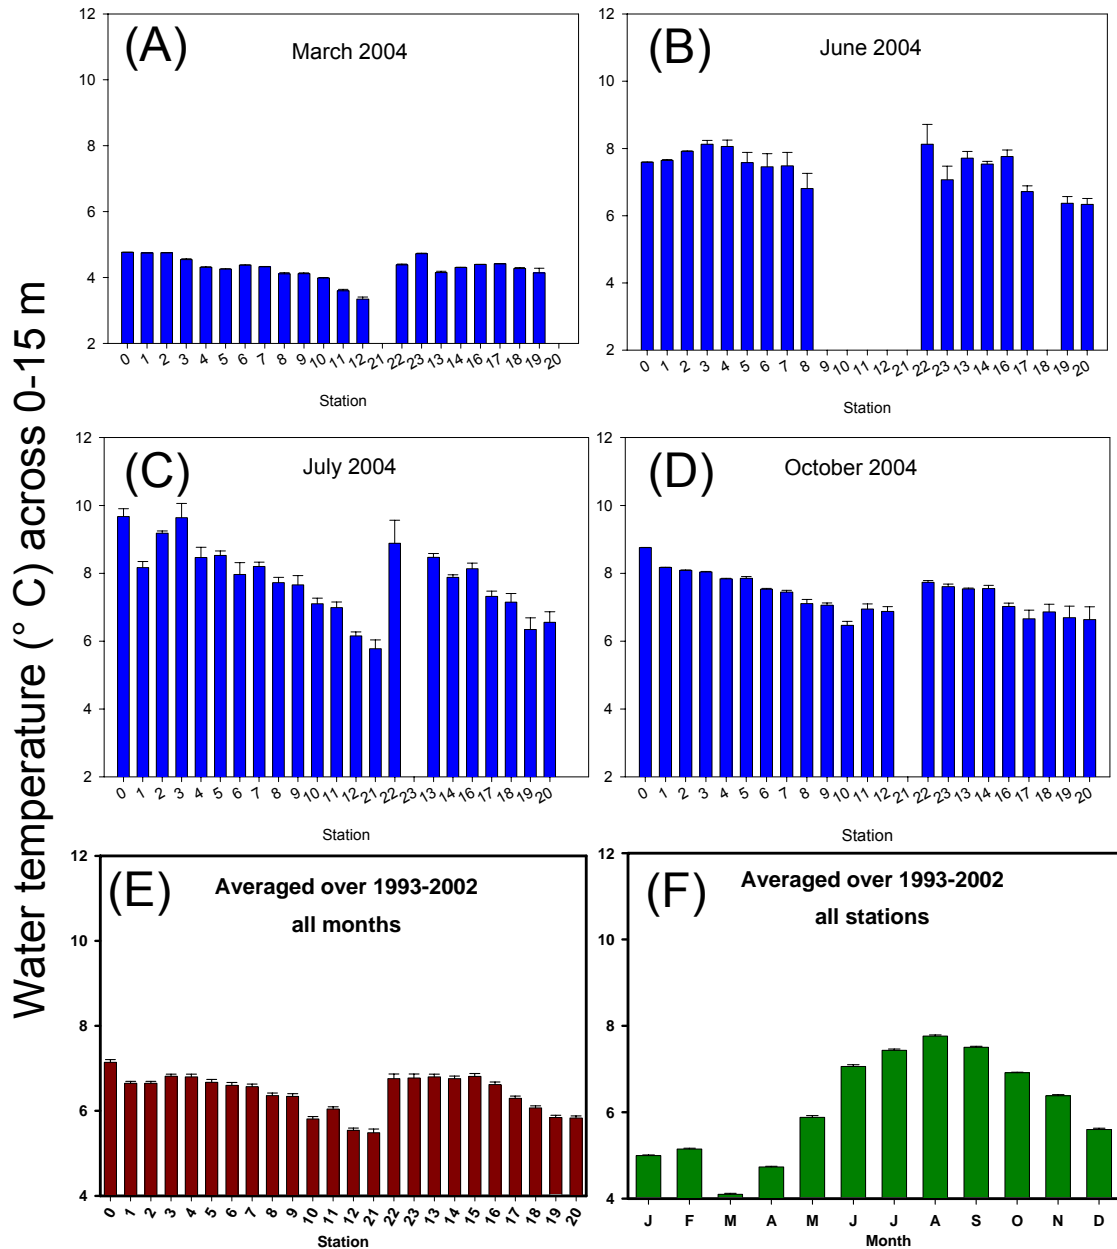 Water temperature (° C) across 0-15 m
(A)
March 2004
12
10
8
6
4
2
0 1 2 3 4 5 6 7 8 9 10 11 12 21 22 23 13 14 16 17 18 19 20
Station
(B)
June 2004
12
10
8
6
4
2
0 1 2 3 4 5 6 7 8 9 10 11 12 21 22 23 13 14 16 17 18 19 20
Station
(C)
July 2004
12
10
8
6
4
2
0 1 2 3 4 5 6 7 8 9 10 11 12 21 22 23 13 14 16 17 18 19 20
Station
(D)
October 2004
12
10
8
6
4
2
0 1 2 3 4 5 6 7 8 9 10 11 12 21 22 23 13 14 16 17 18 19 20
Station
(E)
Averaged over 1993-2002
all months
12
10
8
6
4
0 1 2 3 4 5 6 7 8 9 10 11 12 21 22 23 13 14 15 16 17 18 19 20
Station
(F)
Averaged over 1993-2002
all stations
12
10
8
6
4
J F M A M J J A S O N D
Month